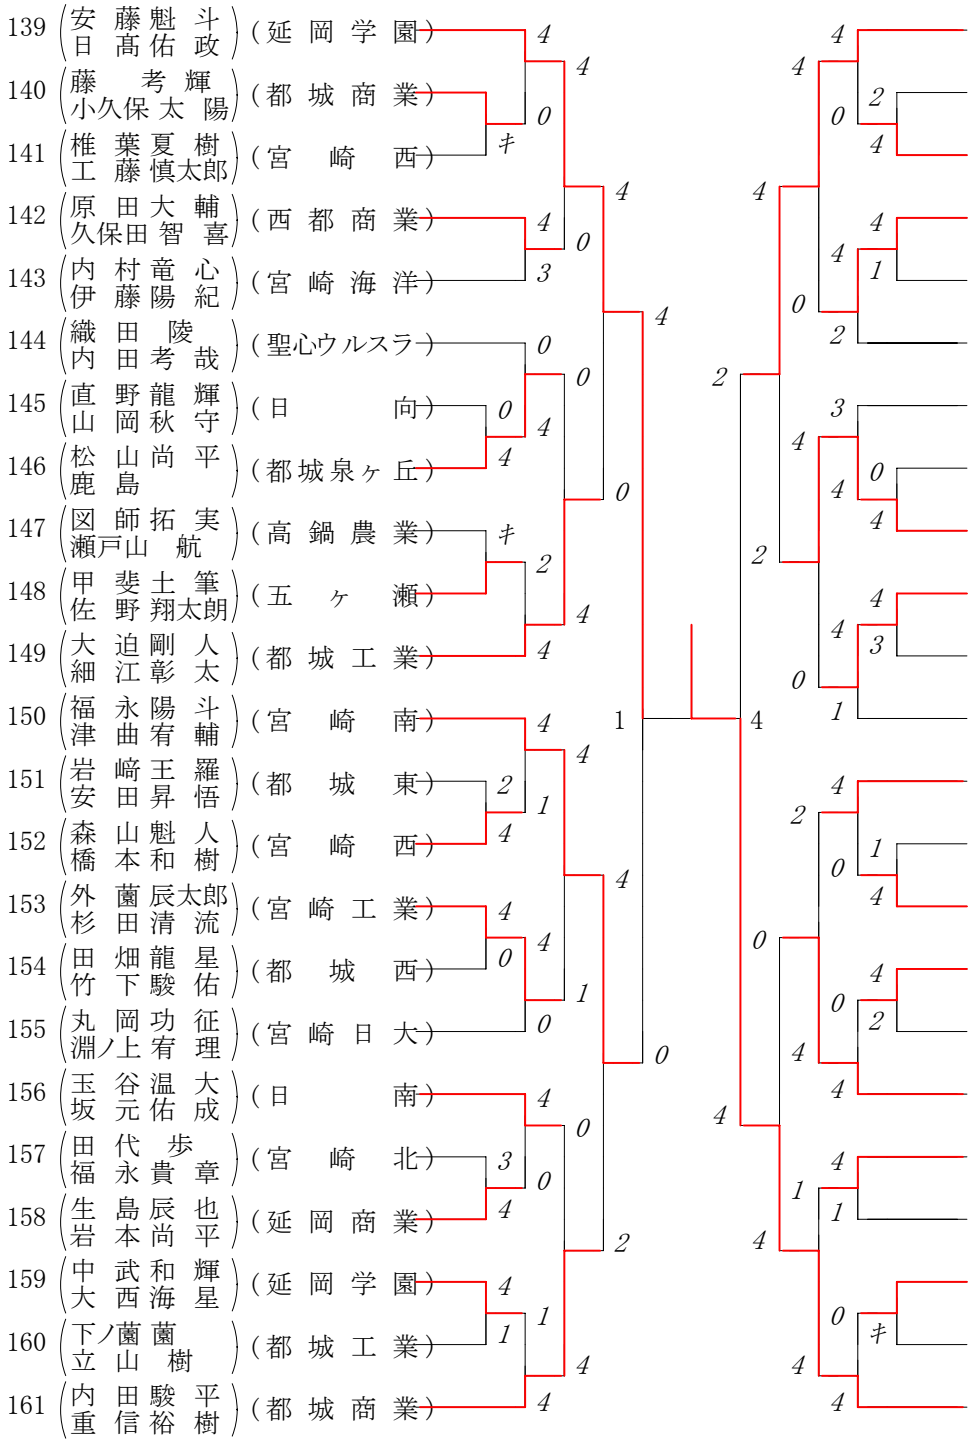 139 安藤魁斗 日髙佑政 (延岡学園) 4 4
140 藤考輝 小久保太陽 (都城商業) 0
141 椎葉夏樹 工藤慎太郎 (宮崎西) キ
4
142 原田大輔 久保田智喜 (西都商業) 4 0
143 内村竜心 伊藤陽紀 (宮崎海洋) 3
4
144 織田陵 内田考哉 (聖心ウルスラ) 0 0
145 直野龍輝 山岡秋守 (日向) 0 4
146 松山尚平 鹿島 (都城泉ヶ丘) 4
0
147 図師拓実 瀬戸山航 (高鍋農業) キ 2
148 甲斐土筆 佐野翔太朗 (五ヶ瀬) 4
149 大迫剛人 細江彰太 (都城工業) 4
1 4
150 福永陽斗 津曲宥輔 (宮崎南) 4 4
151 岩﨑王羅 安田昇悟 (都城東) 2 1
152 森山魁人 橋本和樹 (宮崎西) 4
4
153 外薗辰太郎 杉田清流 (宮崎工業) 4 4
154 田畑龍星 竹下駿佑 (都城西) 0 1
155 丸岡功征 淵ノ上宥理 (宮崎日大) 0
0
156 玉谷温大 坂元佑成 (日南) 4 0
157 田代歩 福永貴章 (宮崎北) 3 0
158 生島辰也 岩本尚平 (延岡商業) 4
2
159 中武和輝 大西海星 (延岡学園) 4 1
160 下ノ薗薗 立山樹 (都城工業) 1 4
161 内田駿平 重信裕樹 (都城商業) 4
4
4
2
0
4
4
4
4
1
0
2
2
3
4
0
4
4
2
4
4
3
0
1
4
2
1
0
4
0
4
0
2
4
4
4
4
1
1
4
0
キ
4
4